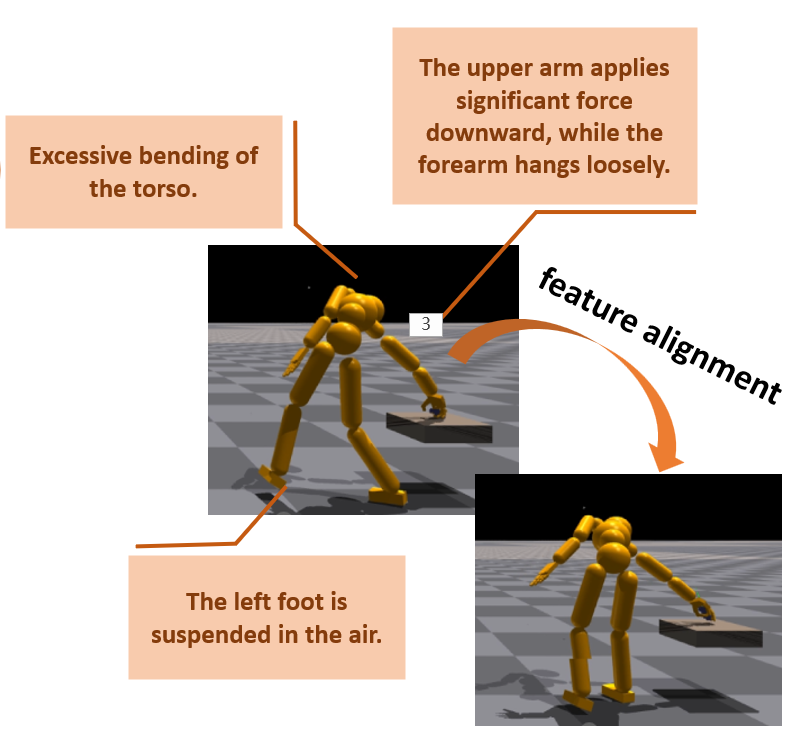 The upper arm applies
significant force
downward, while the
forearm hangs loosely.
Excessive bending of
the torso.
3
feature alignment
The left foot is
suspended in the air.